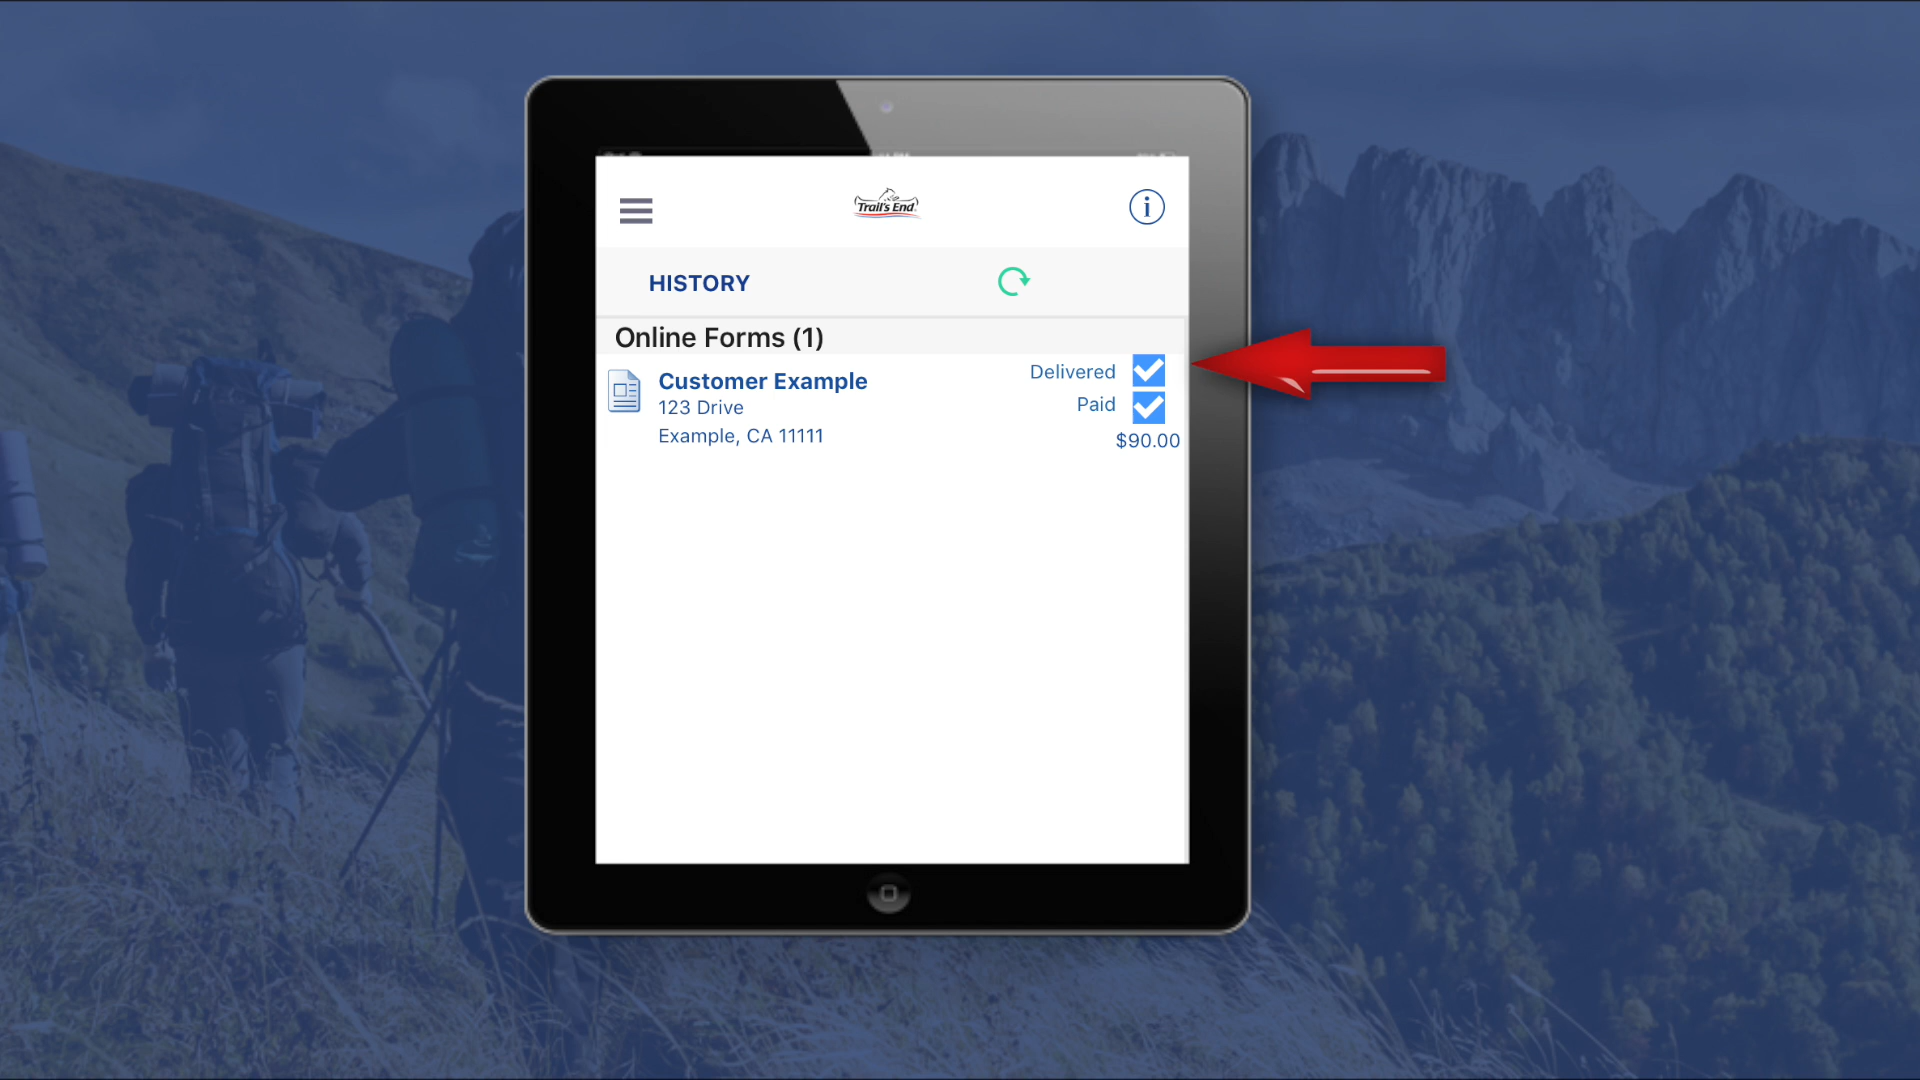 Trail's End
HISTORY
Online Forms (1)
Customer Example
123 Drive
Example, CA 11111
Delivered
Paid
$90.00